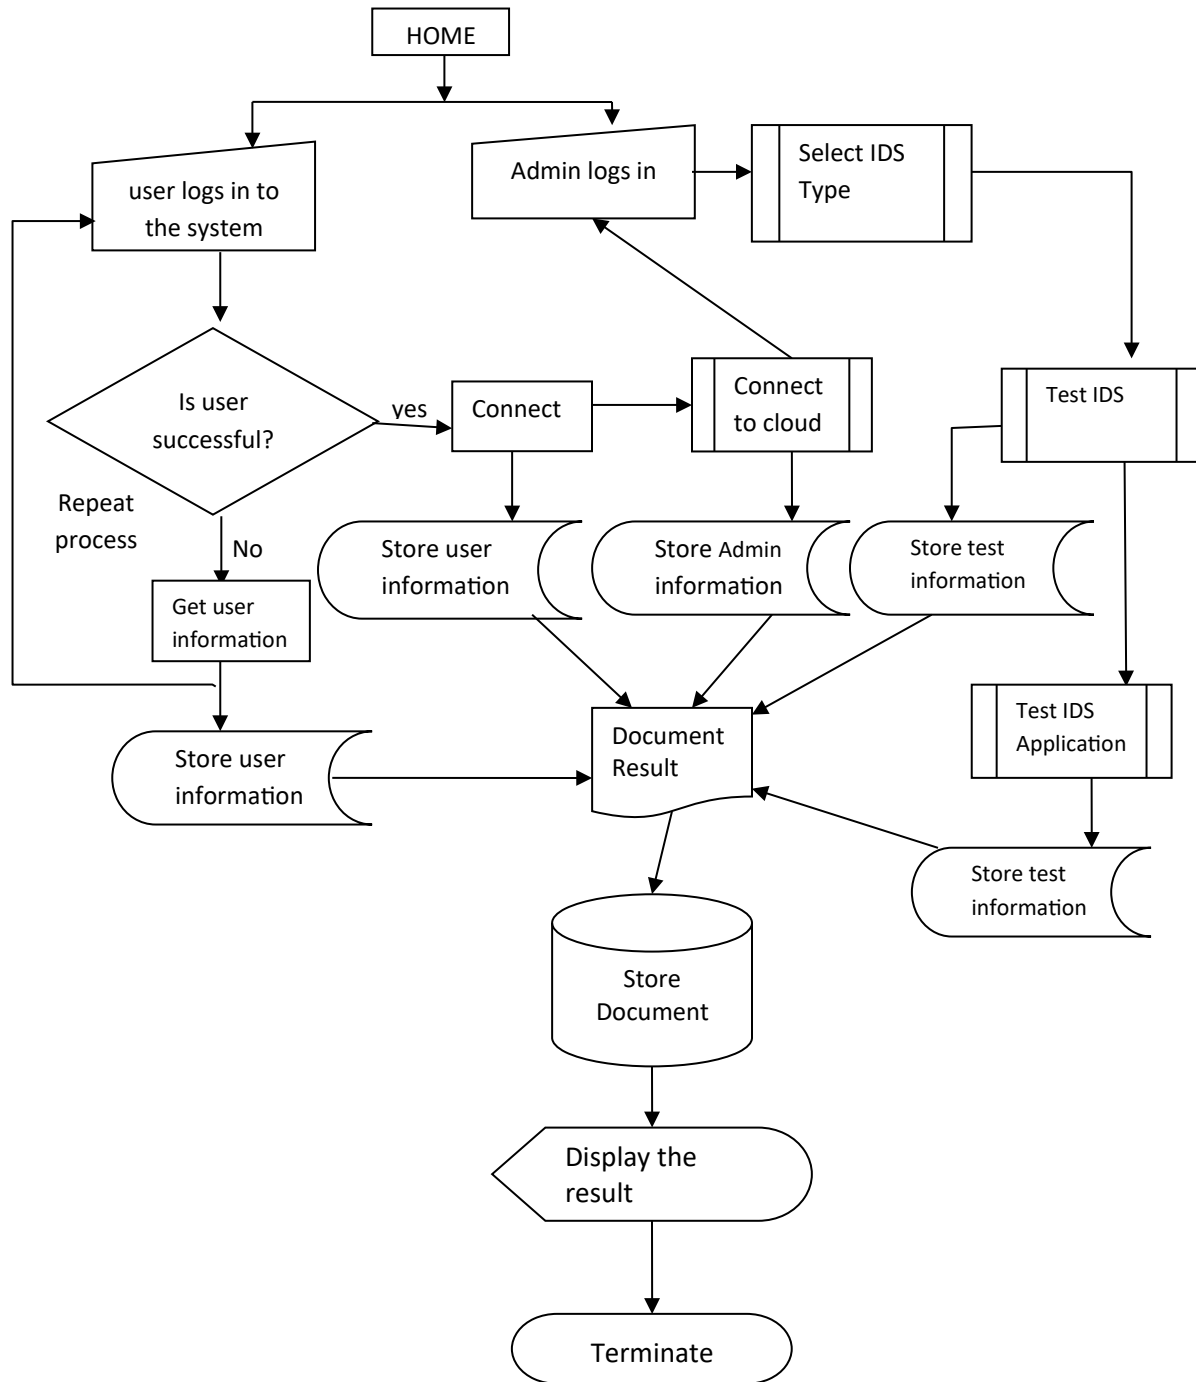 HOME
user logs in to
the system
Admin logs in
Select IDS
Type
Is user
successful?
yes
Connect
Connect
to cloud
Test IDS
Repeat
process
No
Store user
information
Store Admin
information
Store test
information
Get user
information
Store user
information
Document
Result
Test IDS
Application
Store test
information
Store
Document
Display the
result
Terminate